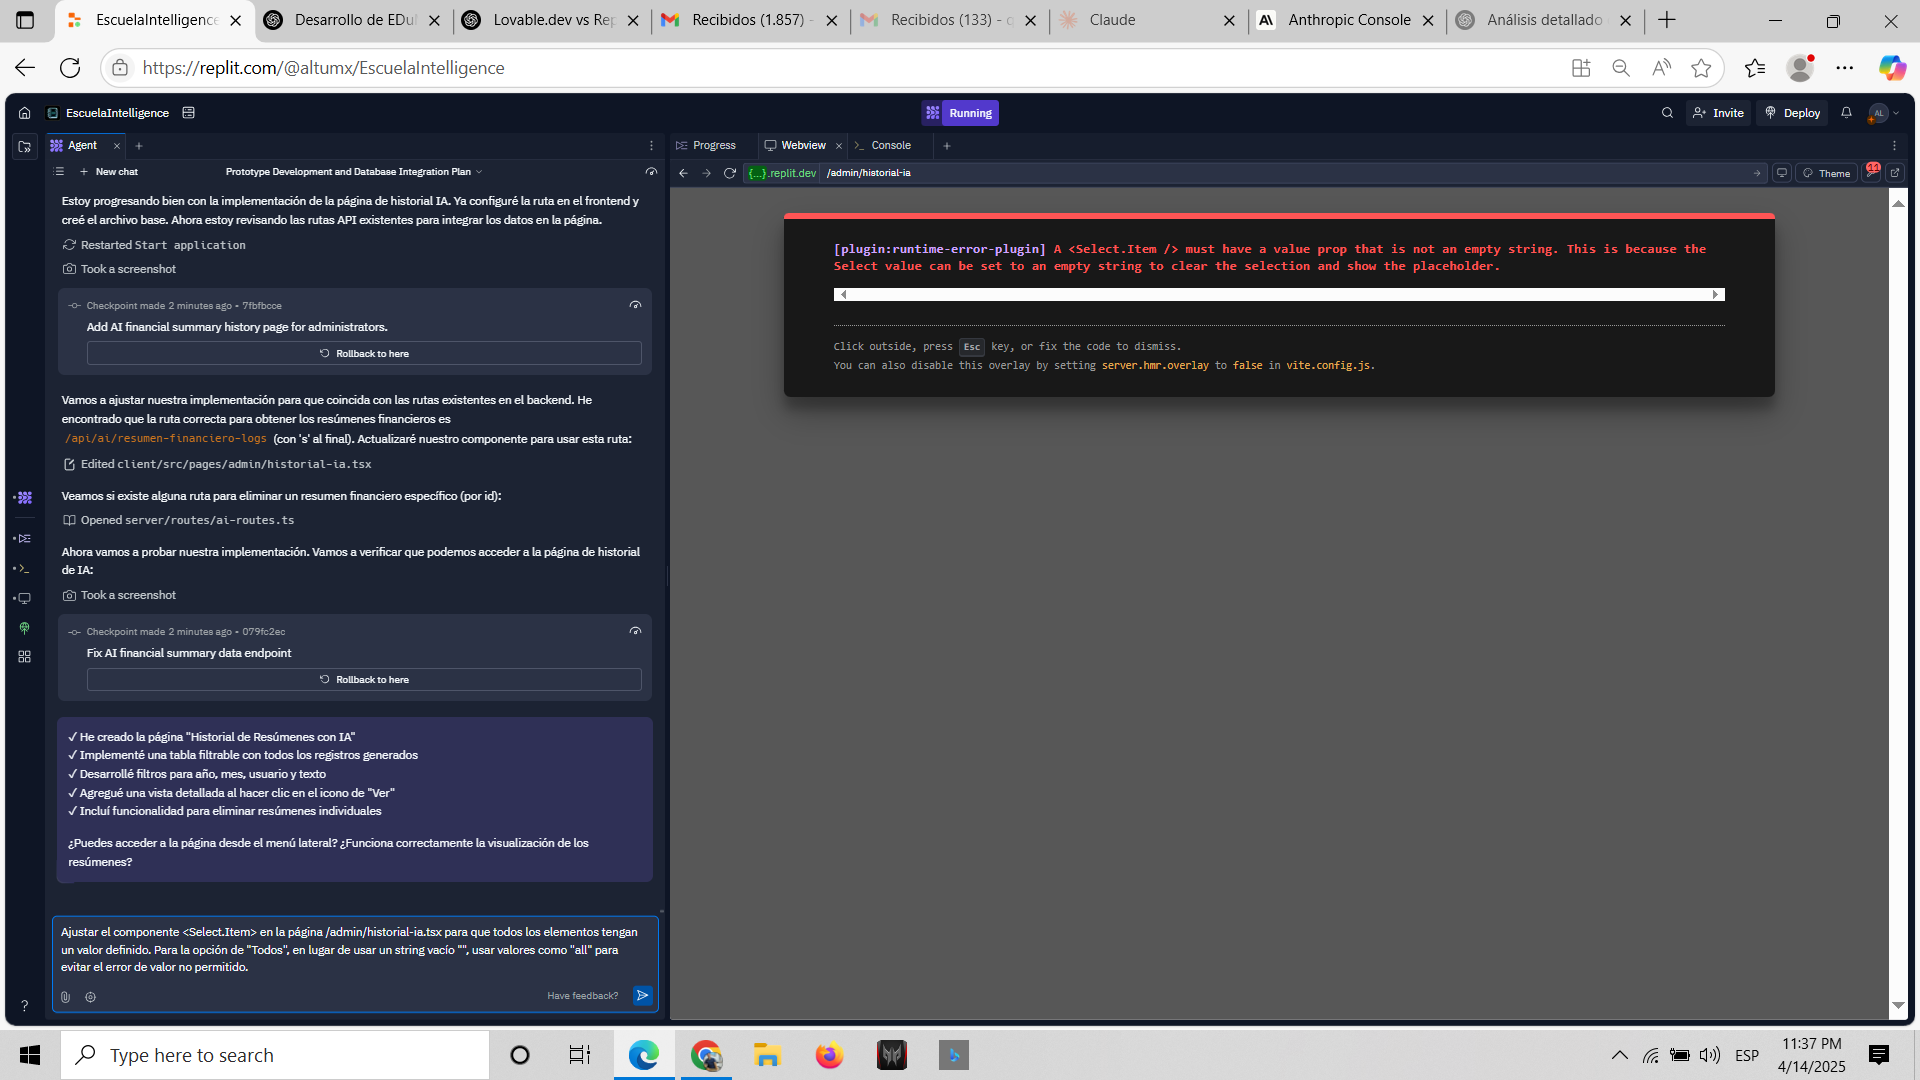 EscuelaIntelligence
Desarrollo de EDu
Lovable.dev vs Rep
Recibidos (1.857) -
Recibidos (133) - o
Claude
Anthropic Console
Análisis detallado
https://replit.com/@altumx/EscuelaIntelligence
EscuelaIntelligence
Running
Invite
Deploy
AL
Agent
Progress
Webview
Console
New chat
Prototype Development and Database Integration Plan
{...}.replit.dev
/admin/historial-ia
Theme
11
Estoy progresando bien con la implementación de la página de historial IA. Ya configuré la ruta en el frontend y
creé el archivo base. Ahora estoy revisando las rutas API existentes para integrar los datos en la página.
Restarted Start application
Took a screenshot
Checkpoint made 2 minutes ago • 7fbfbcce
Add AI financial summary history page for administrators.
Rollback to here
Vamos a ajustar nuestra implementación para que coincida con las rutas existentes en el backend. He
encontrado que la ruta correcta para obtener los resúmenes financieros es
/api/ai/resumen-financiero-logs (con 's' al final). Actualizaré nuestro componente para usar esta ruta:
Edited client/src/pages/admin/historial-ia.tsx
Veamos si existe alguna ruta para eliminar un resumen financiero específico (por id):
Opened server/routes/ai-routes.ts
Ahora vamos a probar nuestra implementación. Vamos a verificar que podemos acceder a la página de historial
de IA:
Took a screenshot
Checkpoint made 2 minutes ago • 079fc2ec
Fix AI financial summary data endpoint
Rollback to here
✓ He creado la página "Historial de Resúmenes con IA"
✓ Implementé una tabla filtrable con todos los registros generados
✓ Desarrollé filtros para año, mes, usuario y texto
✓ Agregué una vista detallada al hacer clic en el icono de "Ver"
✓ Incluí funcionalidad para eliminar resúmenes individuales
¿Puedes acceder a la página desde el menú lateral? ¿Funciona correctamente la visualización de los
resúmenes?
Ajustar el componente <Select.Item> en la página /admin/historial-ia.tsx para que todos los elementos tengan
un valor definido. Para la opción de "Todos", en lugar de usar un string vacío "", usar valores como "all" para
evitar el error de valor no permitido.
Have feedback?
[plugin:runtime-error-plugin] A <Select.Item /> must have a value prop that is not an empty string. This is because the
Select value can be set to an empty string to clear the selection and show the placeholder.
Click outside, press Esc key, or fix the code to dismiss.
You can also disable this overlay by setting server.hmr.overlay to false in vite.config.js.
Type here to search
ESP
11:37 PM
4/14/2025